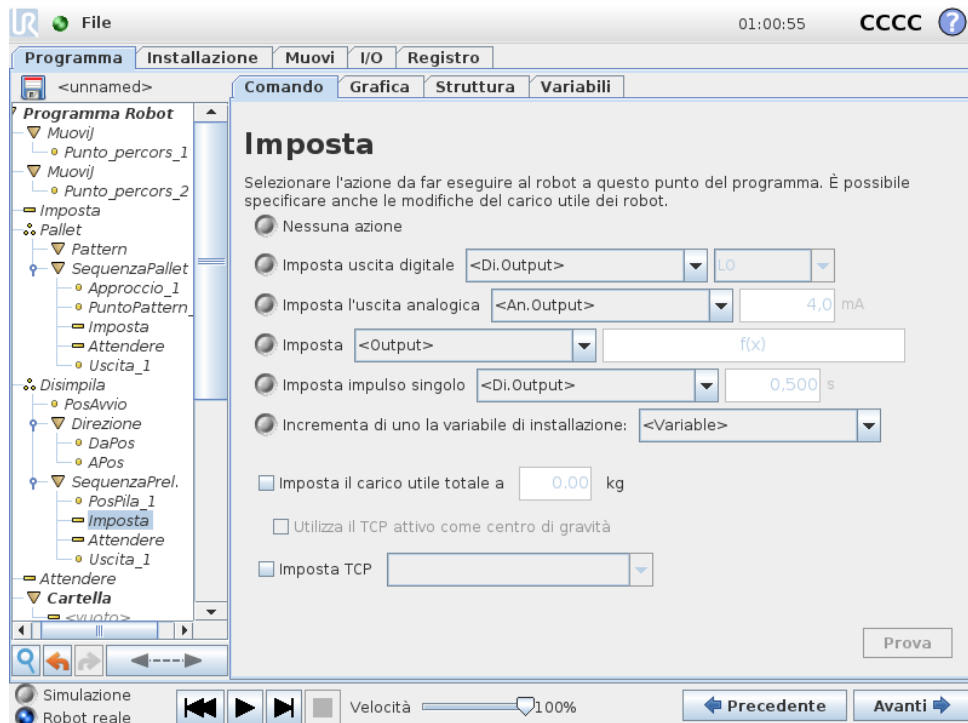 UR File 01:00:55 CCCC ?
Programma Installazione Muovi I/O Registro
<unnamed> Comando Grafica Struttura Variabili
Programma Robot
MuoviJ
Punto_percors_1
MuoviJ
Punto_percors_2
Imposta
Pallet
Pattern
SequenzaPallet
Approccio_1
PuntoPattern_
Imposta
Attendere
Uscita_1
Disimpila
PosAvvio
Direzione
DaPos
APos
SequenzaPrel.
PosPila_1
Imposta
Attendere
Uscita_1
Attendere
Cartella
<vuoto>
Imposta
Selezionare l'azione da far eseguire al robot a questo punto del programma. È possibile
specificare anche le modifiche del carico utile dei robot.
Nessuna azione
Imposta uscita digitale <Di.Output> LO
Imposta l'uscita analogica <An.Output> 4,0 mA
Imposta <Output> f(x)
Imposta impulso singolo <Di.Output> 0,500 s
Incrementa di uno la variabile di installazione: <Variable>
Imposta il carico utile totale a 0.00 kg
Utilizza il TCP attivo come centro di gravità
Imposta TCP
Prova
Simulazione
Robot reale
Velocità 100%
Precedente Avanti